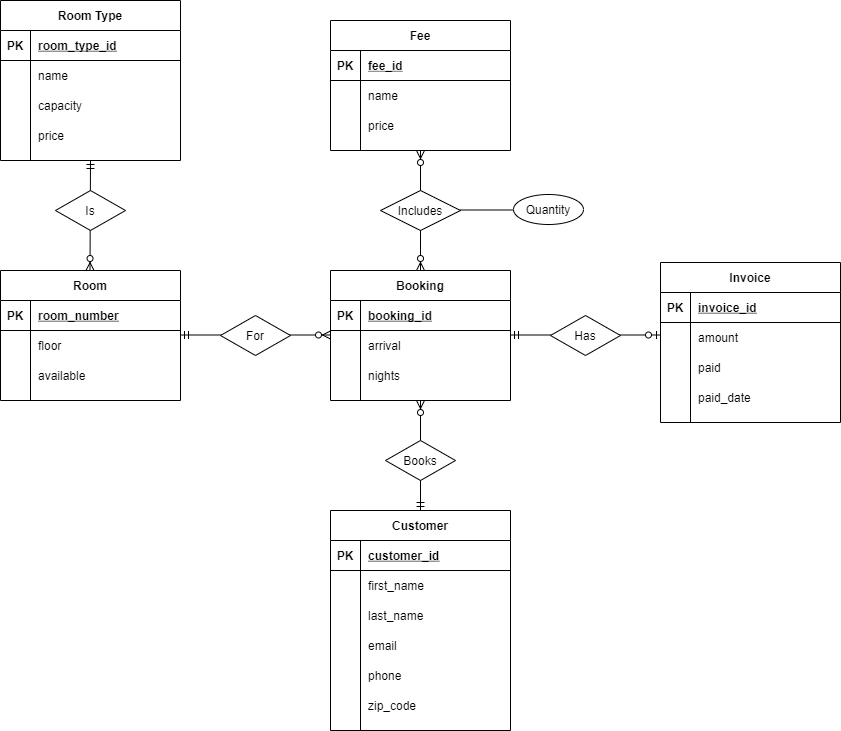 Room Type
PK room_type_id
name
capacity
price
Fee
PK fee_id
name
price
Is
Includes
Quantity
Room
PK room_number
floor
available
For
Booking
PK booking_id
arrival
nights
Has
Invoice
PK invoice_id
amount
paid
paid_date
Books
Customer
PK customer_id
first_name
last_name
email
phone
zip_code